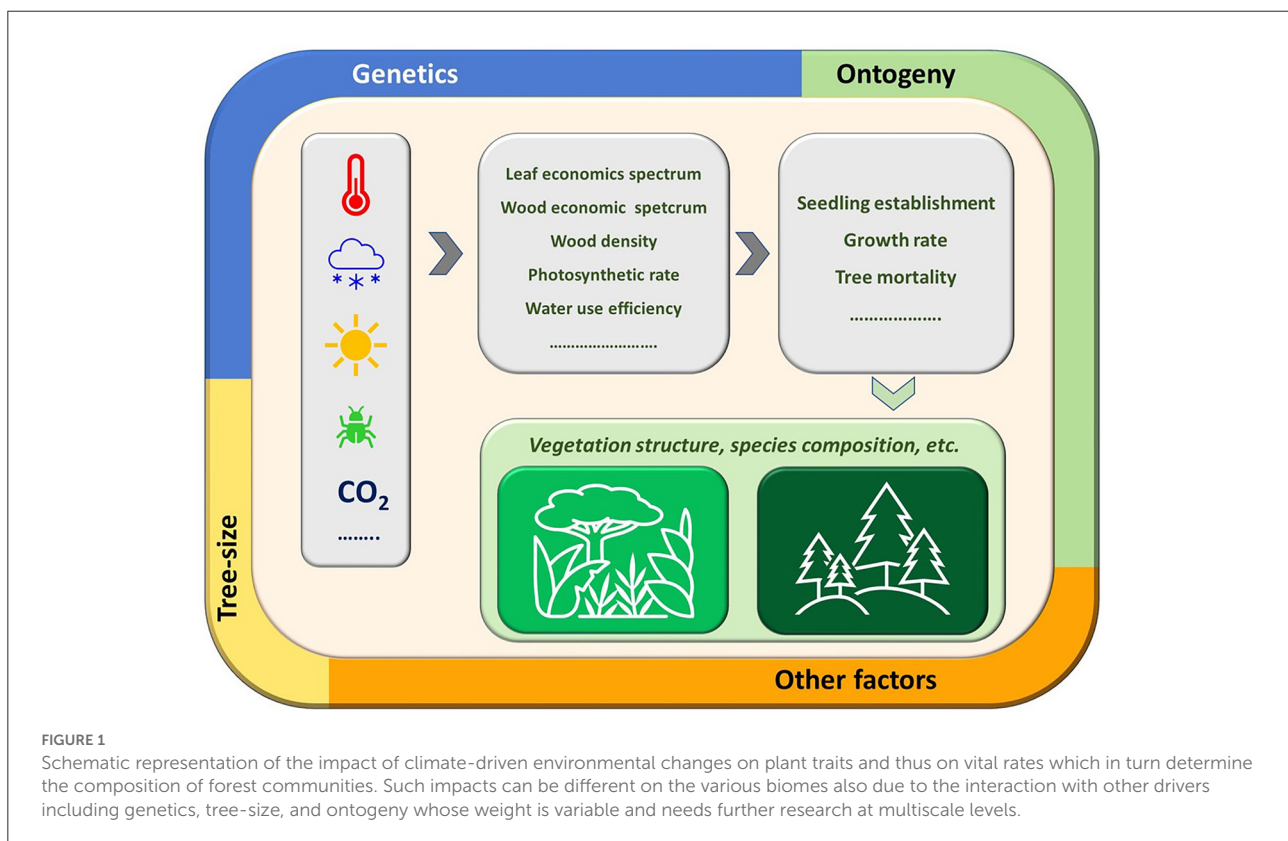 Genetics
Ontogeny
Tree-size
Other factors
CO₂
........
Leaf economics spectrum
Wood economic spetcrum
Wood density
Photosynthetic rate
Water use efficiency
........................
Seedling establishment
Growth rate
Tree mortality
...................
Vegetation structure, species composition, etc.
FIGURE 1
Schematic representation of the impact of climate-driven environmental changes on plant traits and thus on vital rates which in turn determine
the composition of forest communities. Such impacts can be different on the various biomes also due to the interaction with other drivers
including genetics, tree-size, and ontogeny whose weight is variable and needs further research at multiscale levels.